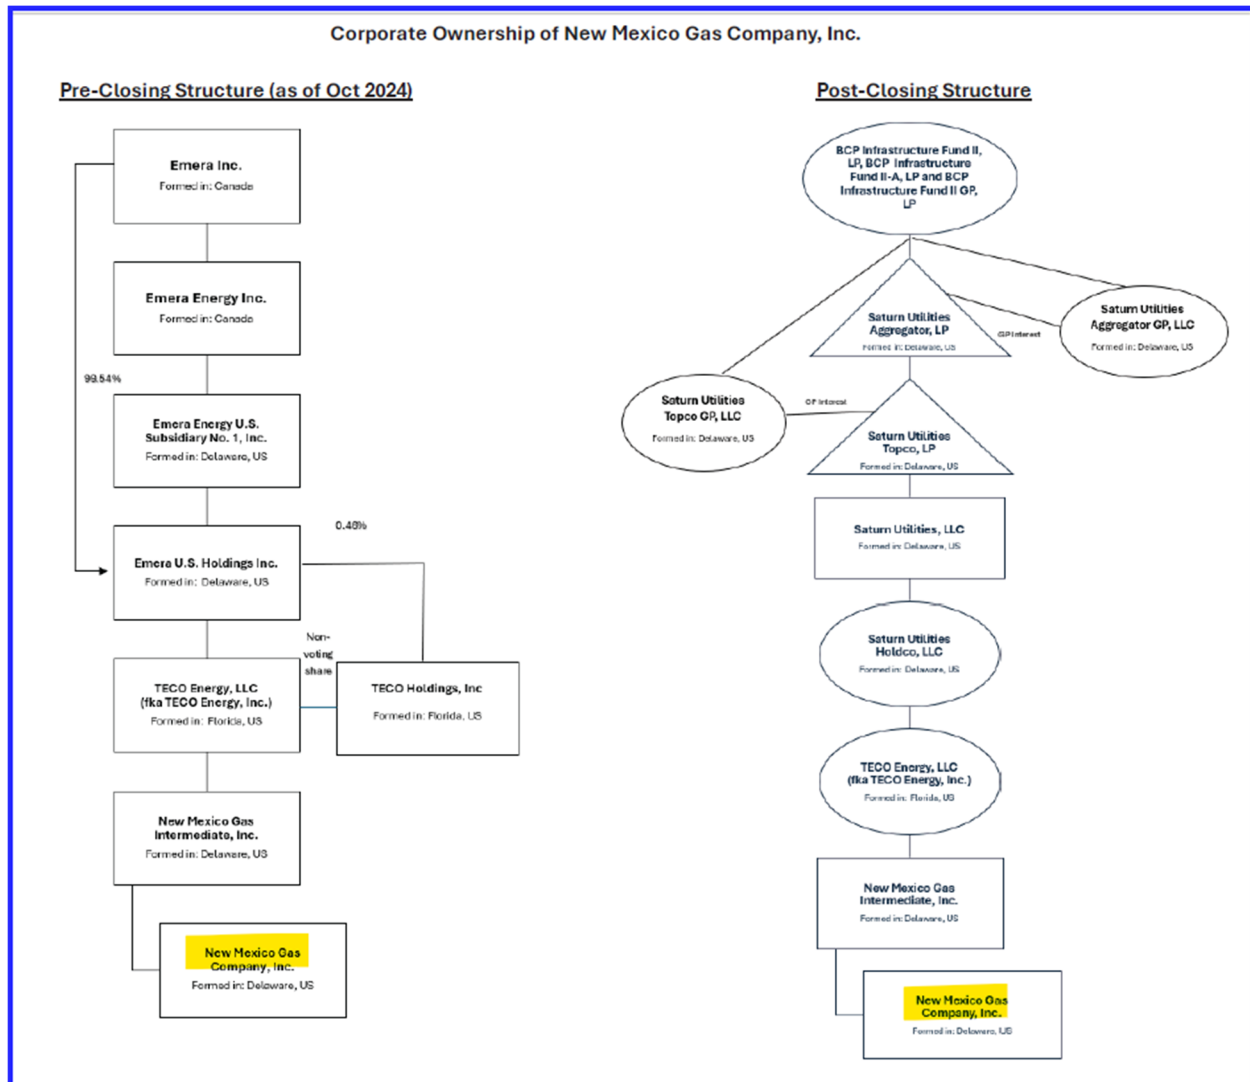 Corporate Ownership of New Mexico Gas Company, Inc.
Pre-Closing Structure (as of Oct 2024)
Emera Inc.
Formed in: Canada
Emera Energy Inc.
Formed in: Canada
99.54%
Emera Energy U.S.
Subsidiary No. 1, Inc.
Formed in: Delaware, US
0.46%
Emera U.S. Holdings Inc.
Formed in: Delaware, US
Non-
voting
share
TECO Energy, LLC
(fka TECO Energy, Inc.)
Formed in: Florida, US
TECO Holdings, Inc
Formed in: Florida, US
New Mexico Gas
Intermediate, Inc.
Formed in: Delaware, US
New Mexico Gas
Company, Inc.
Formed in: Delaware, US
Post-Closing Structure
BCP Infrastructure Fund II,
LP, BCP Infrastructure
Fund II-A, LP and BCP
Infrastructure Fund II GP,
LP
Saturn Utilities
Aggregator, LP
Formed in: Delaware, US
GP Interest
Saturn Utilities
Aggregator GP, LLC
Formed in: Delaware, US
Saturn Utilities
Topco GP, LLC
Formed in: Delaware, US
GP Interest
Saturn Utilities
Topco, LP
Formed in: Delaware, US
Saturn Utilities, LLC
Formed in: Delaware, US
Saturn Utilities
Holdco, LLC
Formed in: Delaware, US
TECO Energy, LLC
(fka TECO Energy, Inc.)
Formed in: Florida, US
New Mexico Gas
Intermediate, Inc.
Formed in: Delaware, US
New Mexico Gas
Company, Inc.
Formed in: Delaware, US